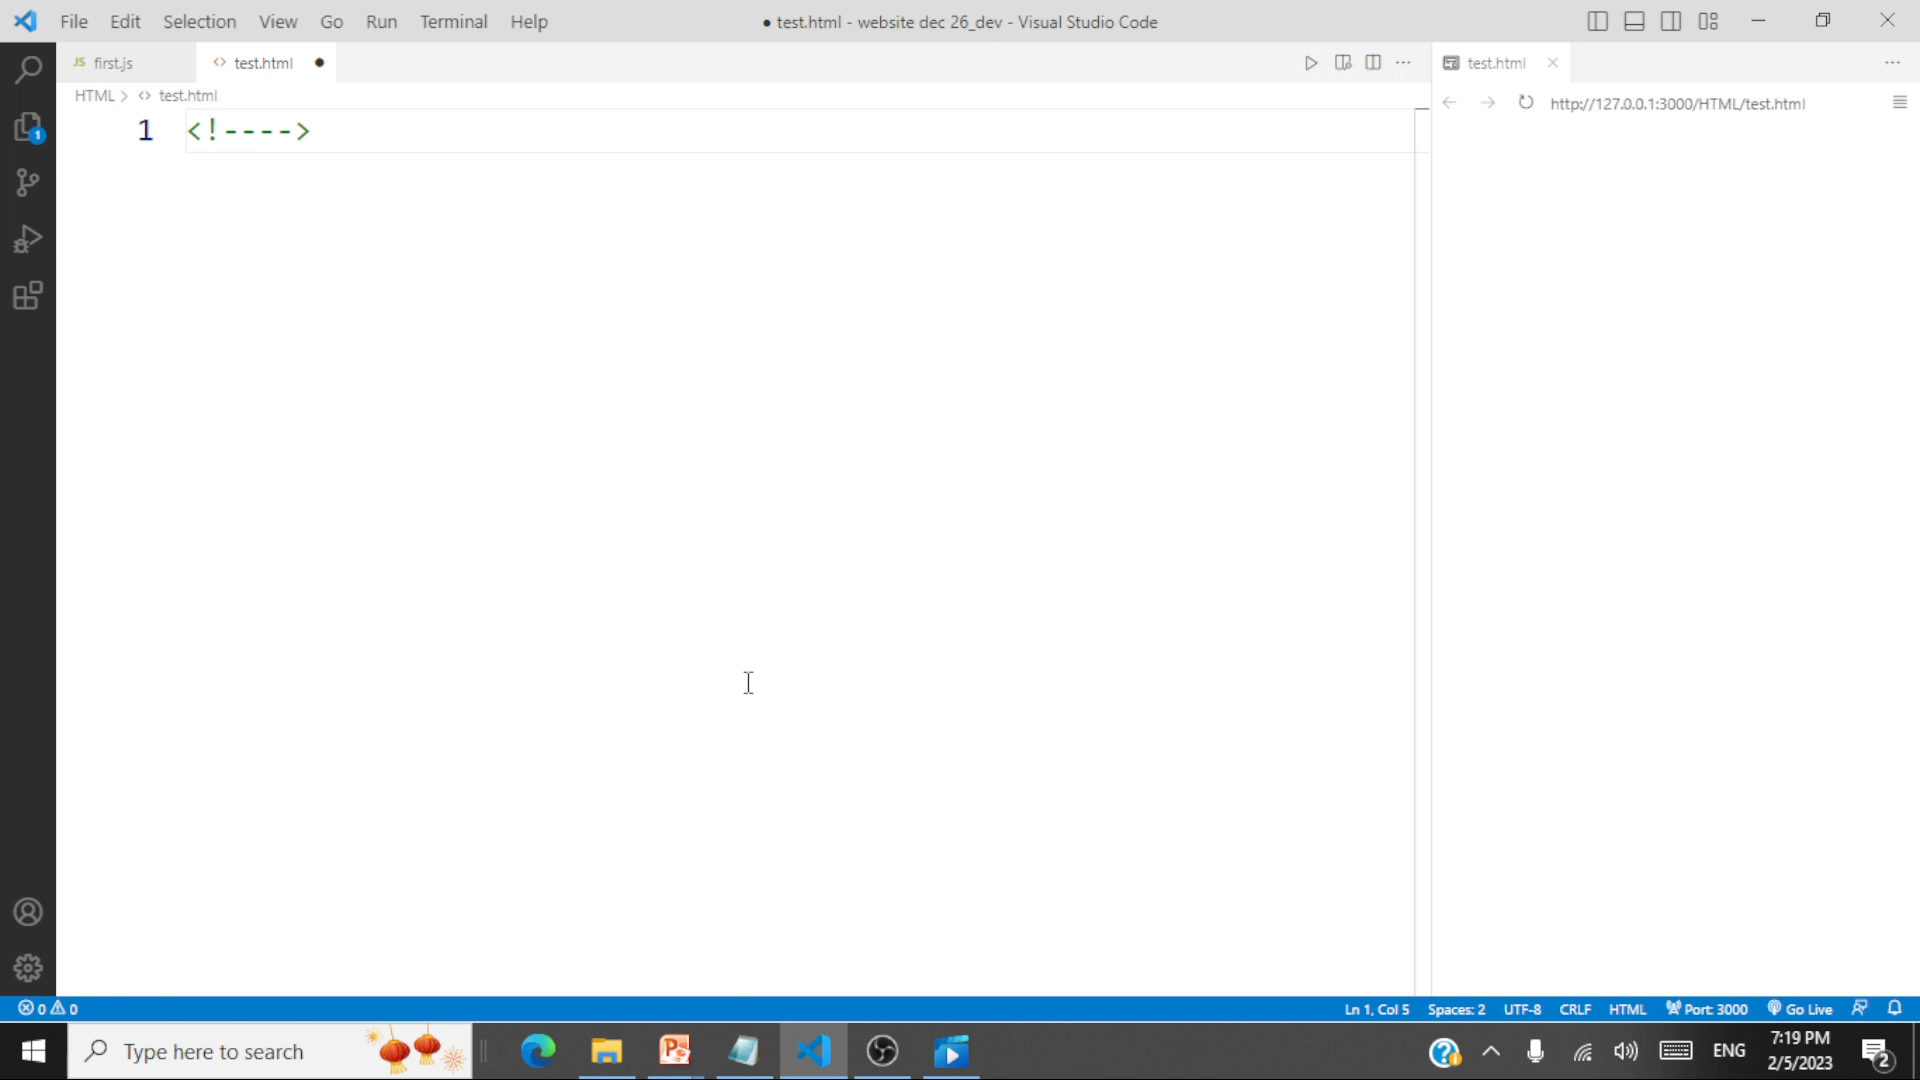 File Edit Selection View Go Run Terminal Help
● test.html - website dec 26_dev - Visual Studio Code
JS first.js
<> test.html ●
test.html
HTML > <> test.html
http://127.0.0.1:3000/HTML/test.html
1 <!---->
1
0 0
Ln 1, Col 5 Spaces: 2 UTF-8 CRLF HTML Port: 3000 Go Live
Type here to search
ENG
7:19 PM
2/5/2023
2